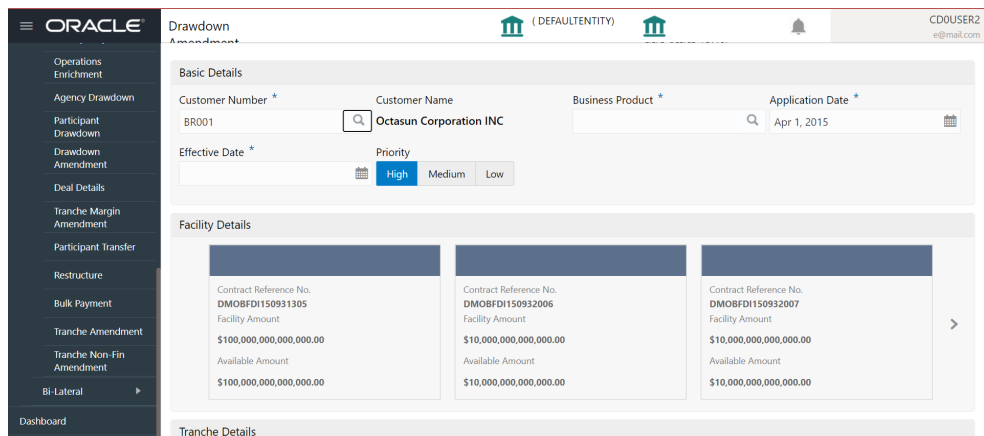 ORACLE®
Drawdown
Amendment
( DEFAULTENTITY)
CD0USER2
e@mail.com
Operations
Enrichment
Agency Drawdown
Participant
Drawdown
Drawdown
Amendment
Deal Details
Tranche Margin
Amendment
Participant Transfer
Restructure
Bulk Payment
Tranche Amendment
Tranche Non-Fin
Amendment
Bi-Lateral
Dashboard
Basic Details
Customer Number * Customer Name Business Product * Application Date *
BR001 Octasun Corporation INC Apr 1, 2015
Effective Date * Priority
High Medium Low
Facility Details
Contract Reference No. Contract Reference No. Contract Reference No.
DMOBFDI150931305 DMOBFDI150932006 DMOBFDI150932007
Facility Amount Facility Amount Facility Amount
$100,000,000,000,000.00 $10,000,000,000,000.00 $10,000,000,000,000.00
Available Amount Available Amount Available Amount
$100,000,000,000,000.00 $10,000,000,000,000.00 $10,000,000,000,000.00
Tranche Details